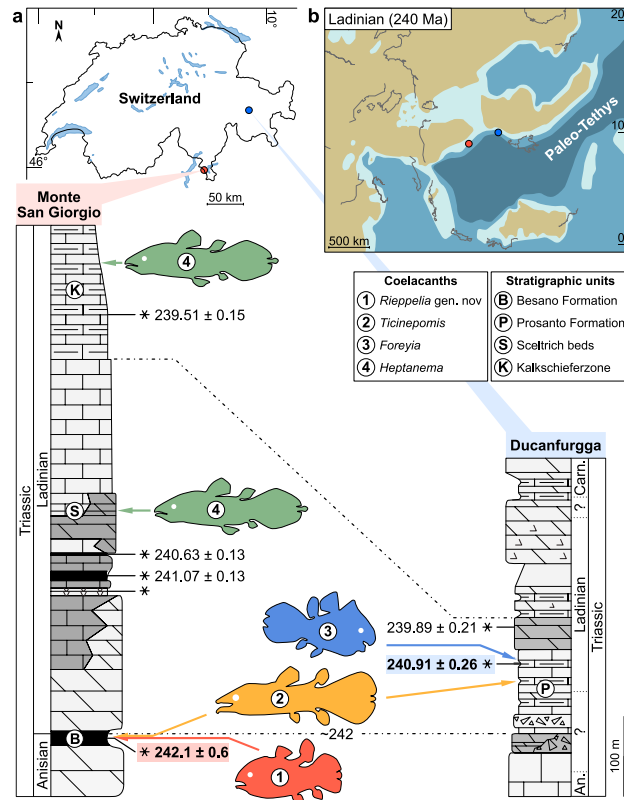 a
N
10°
Switzerland
46°
50 km
b
Ladinian (240 Ma)
20
10
0
Paleo-Tethys
500 km
Monte
San Giorgio
4
K
* 239.51 ± 0.15
Coelacanths
1 Rieppelia gen. nov
2 Ticinepomis
3 Foreyia
4 Heptanema
Stratigraphic units
B Besano Formation
P Prosanto Formation
S Sceltrich beds
K Kalkschieferzone
Ducanfurgga
Triassic
Ladinian
Anisian
S
4
* 240.63 ± 0.13
* 241.07 ± 0.13
*
3
239.89 ± 0.21 *
240.91 ± 0.26 *
2
P
B
242
* 242.1 ± 0.6
1
Carn.
?
Ladinian
?
An.
Triassic
100 m